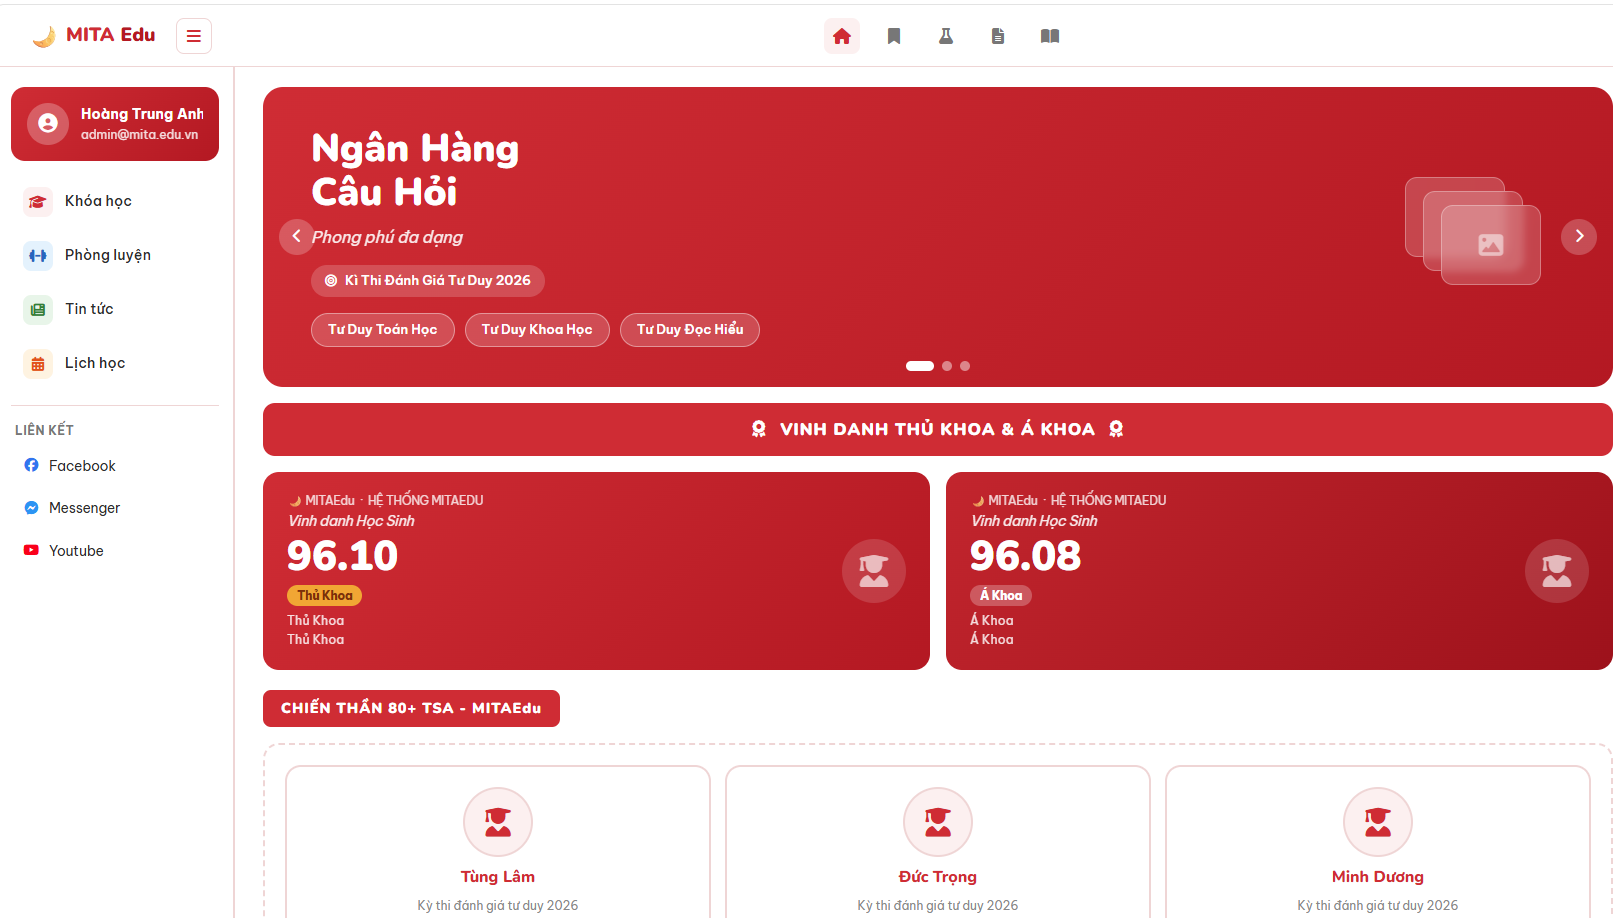 MITA Edu
Hoàng Trung Anh
admin@mita.edu.vn
Khóa học
Phòng luyện
Tin tức
Lịch học
LIÊN KẾT
Facebook
Messenger
Youtube
Ngân Hàng
Câu Hỏi
Phong phú đa dạng
Kì Thi Đánh Giá Tư Duy 2026
Tư Duy Toán Học
Tư Duy Khoa Học
Tư Duy Đọc Hiểu
VINH DANH THỦ KHOA & Á KHOA
MITAEdu · HỆ THỐNG MITAEDU
Vinh danh Học Sinh
96.10
Thủ Khoa
Thủ Khoa
Thủ Khoa
MITAEdu · HỆ THỐNG MITAEDU
Vinh danh Học Sinh
96.08
Á Khoa
Á Khoa
Á Khoa
CHIẾN THẦN 80+ TSA - MITAEdu
Tùng Lâm
Kỳ thi đánh giá tư duy 2026
Đức Trọng
Kỳ thi đánh giá tư duy 2026
Minh Dương
Kỳ thi đánh giá tư duy 2026